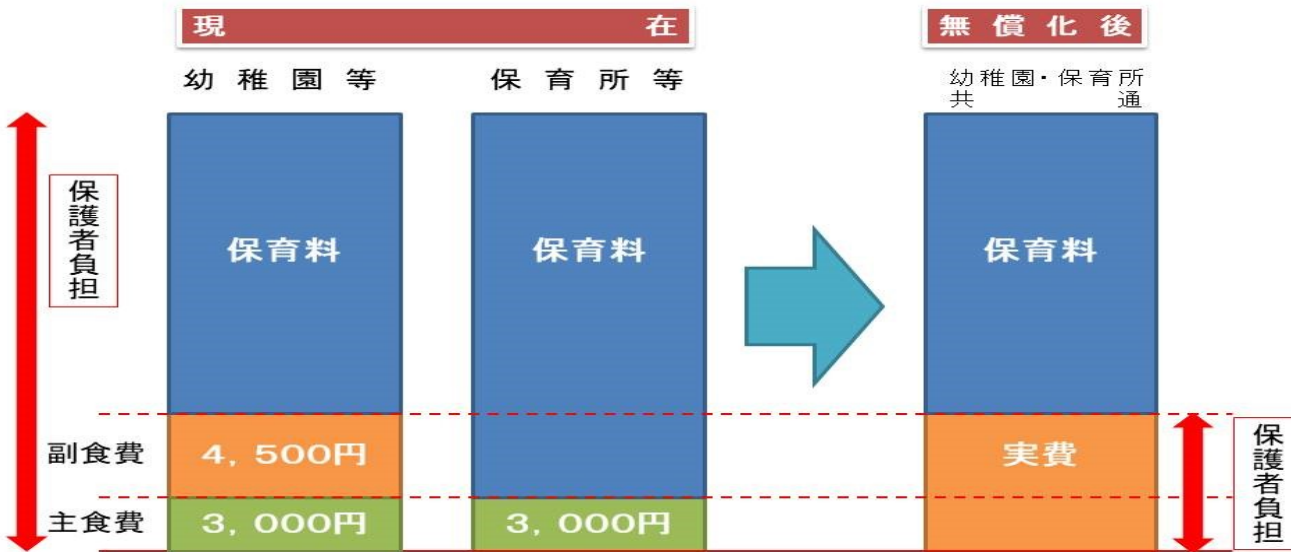 現在
無償化後
幼稚園等
保育所等
幼稚園・保育所
共通
保護者負担
保育料
保育料
保育料
副食費
4,500円
実費
保護者負担
主食費
3,000円
3,000円